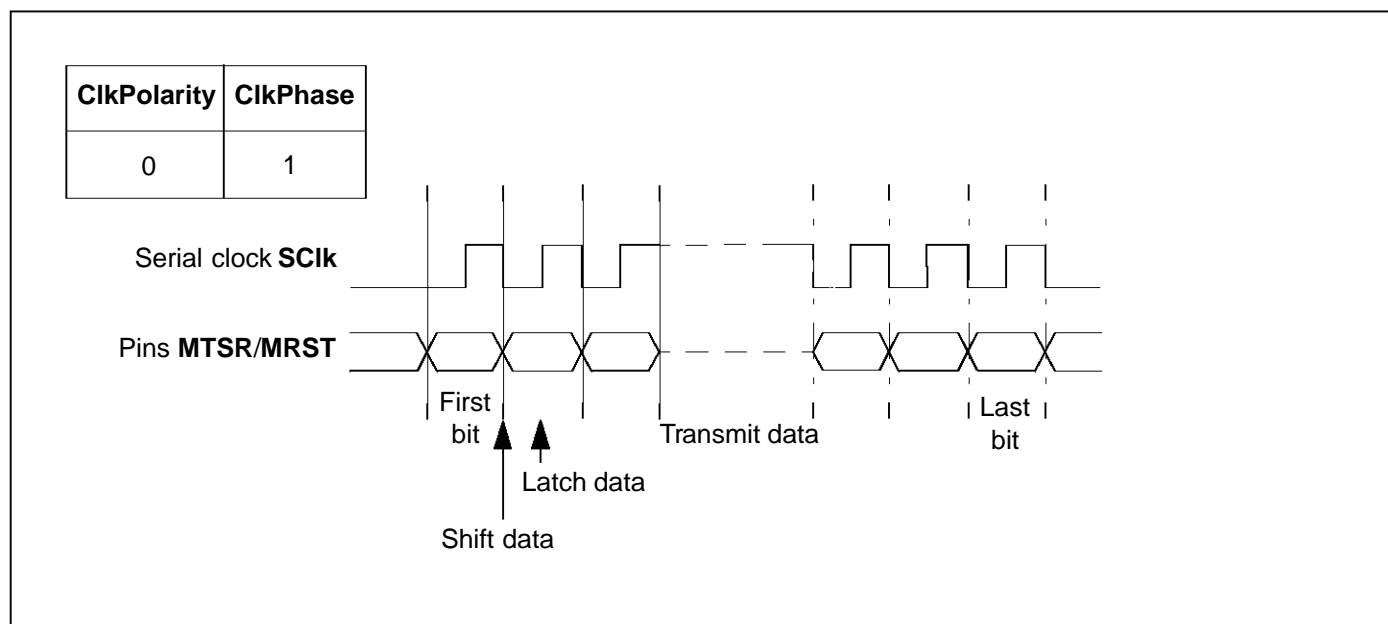 ClkPolarity ClkPhase
0 1
Serial clock SClk
Pins MTSR/MRST
First
bit
Transmit data
Last
bit
Latch data
Shift data